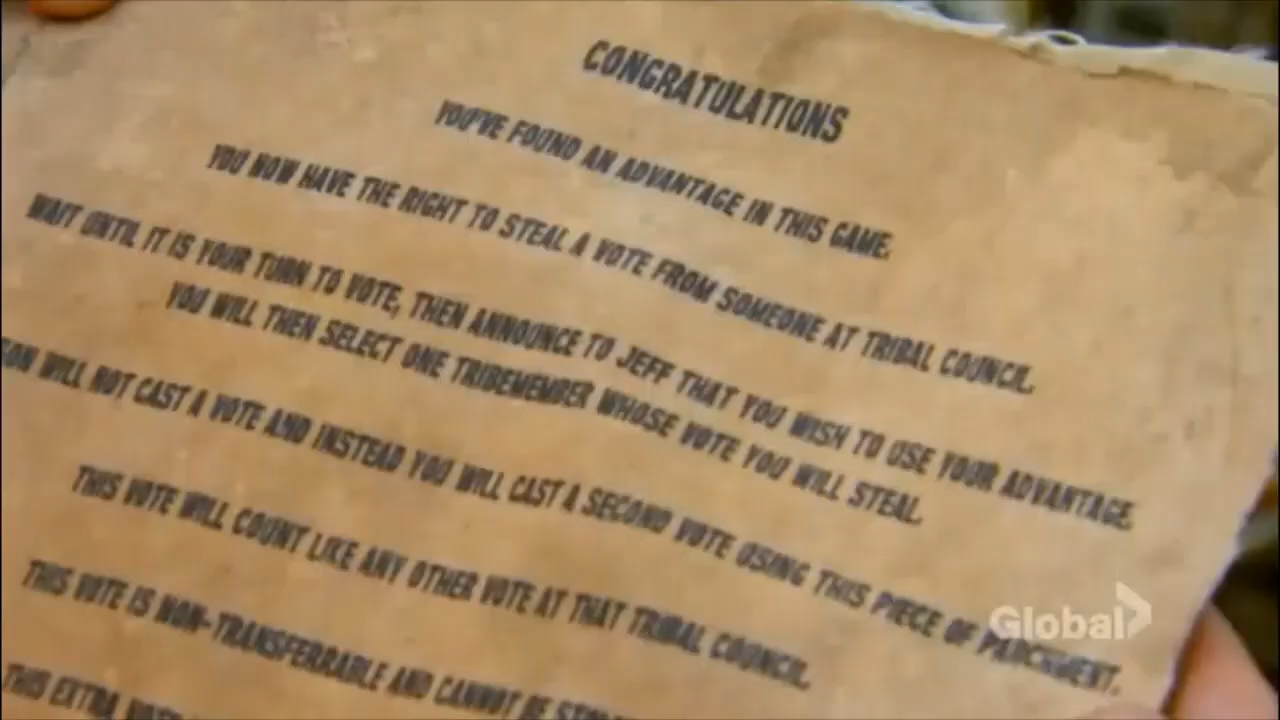 CONGRATULATIONS
YOU'VE FOUND AN ADVANTAGE IN THIS GAME.
YOU NOW HAVE THE RIGHT TO STEAL A VOTE FROM SOMEONE AT TRIBAL COUNCIL.
WAIT UNTIL IT IS YOUR TURN TO VOTE, THEN ANNOUNCE TO JEFF THAT YOU WISH TO USE YOUR ADVANTAGE.
YOU WILL THEN SELECT ONE TRIBEMEMBER WHOSE VOTE YOU WILL STEAL.
WILL NOT CAST A VOTE AND INSTEAD YOU WILL CAST A SECOND VOTE USING THIS PIECE OF PARCHMENT.
THIS VOTE WILL COUNT LIKE ANY OTHER VOTE AT THAT TRIBAL COUNCIL.
THIS VOTE IS NON-TRANSFERRABLE AND CANNOT BE
THIS EXTRA
Global